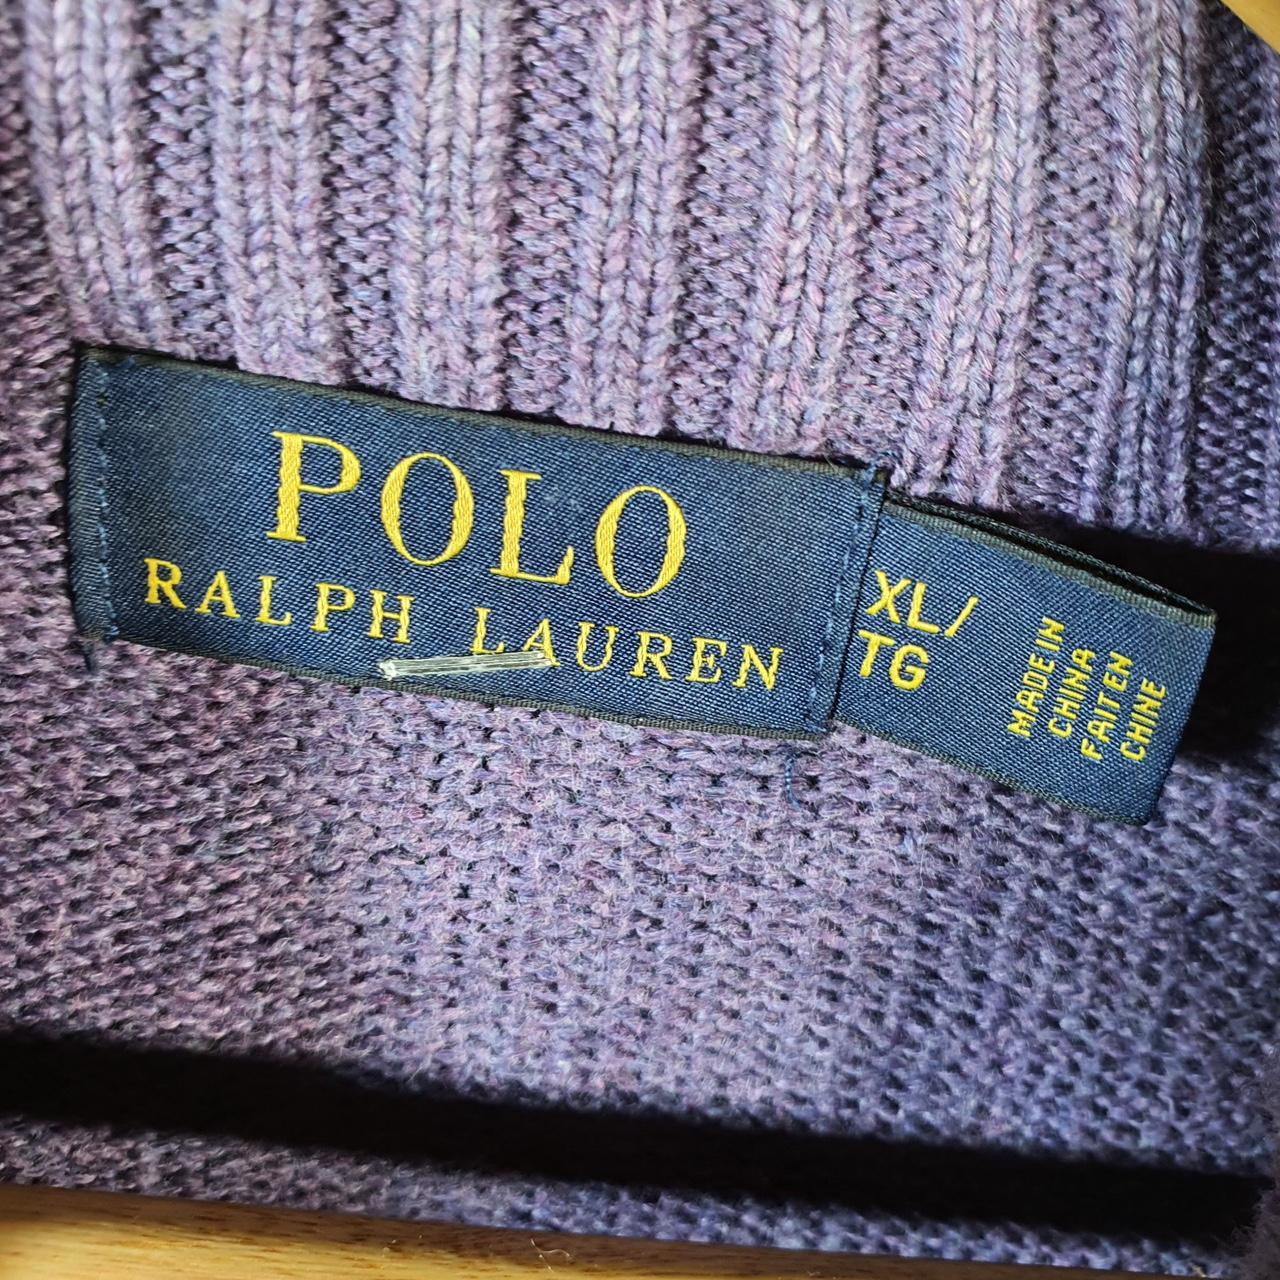 POLO
RALPH LAUREN
XL/
TG
MADE IN
CHINA
FAIT EN
CHINE